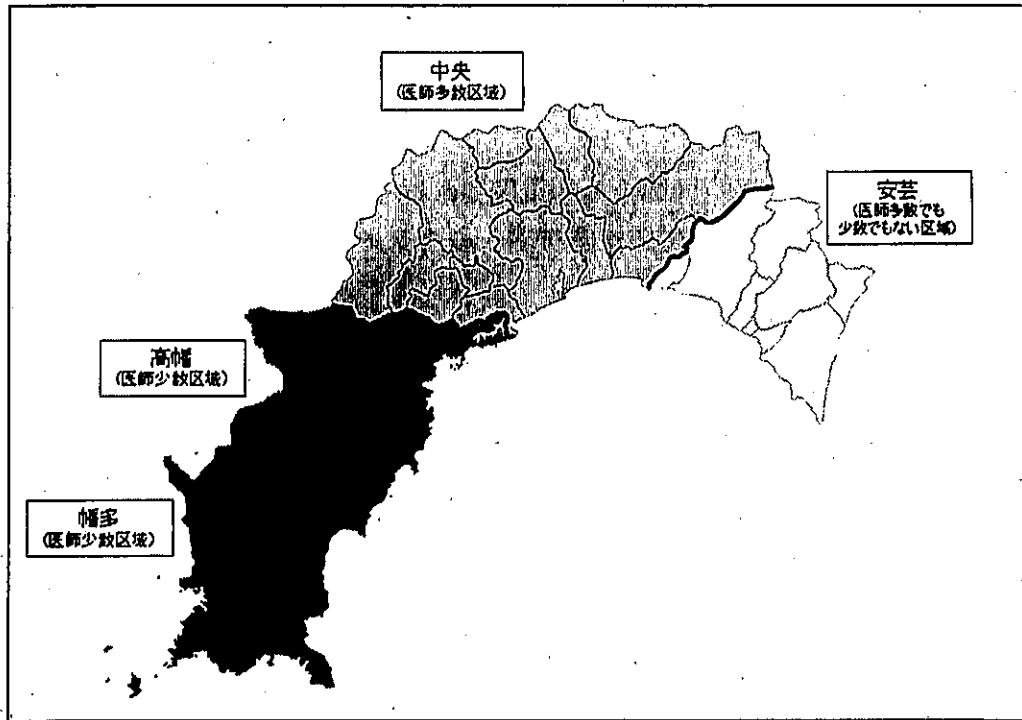 中央
(医師多数区域)
安芸
(医師多数でも
少数でもない区域)
高幡
(医師少数区域)
幡多
(医師少数区域)